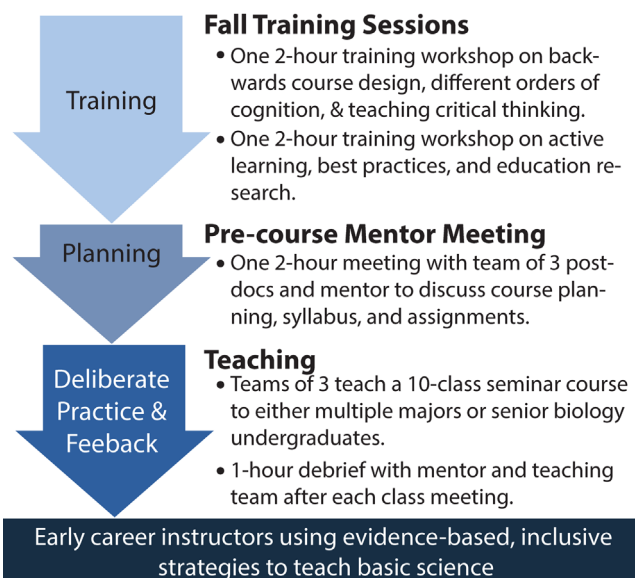 Fall Training Sessions
• One 2-hour training workshop on back-
wards course design, different orders of
cognition, & teaching critical thinking.
Training
• One 2-hour training workshop on active
learning, best practices, and education re-
search.
Pre-course Mentor Meeting
Planning
• One 2-hour meeting with team of 3 post-
docs and mentor to discuss course plan-
ning, syllabus, and assignments.
Teaching
Deliberate
Practice &
Feeback
• Teams of 3 teach a 10-class seminar course
to either multiple majors or senior biology
undergraduates.
• 1-hour debrief with mentor and teaching
team after each class meeting.
Early career instructors using evidence-based, inclusive
strategies to teach basic science